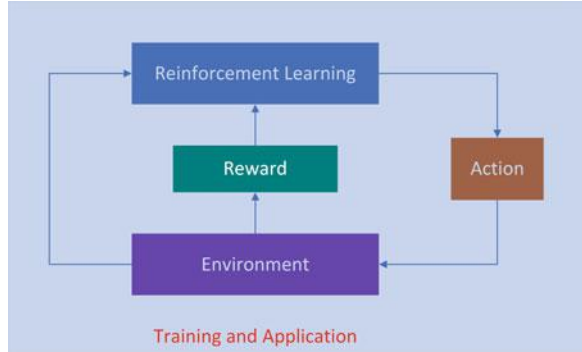 Reinforcement Learning
Reward
Action
Environment
Training and Application